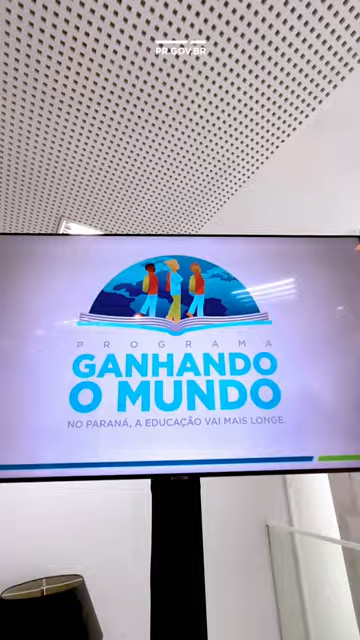 PR.GOV.BR
PROGRAMA
GANHANDO
O MUNDO
NO PARANÁ, A EDUCAÇÃO VAI MAIS LONGE.